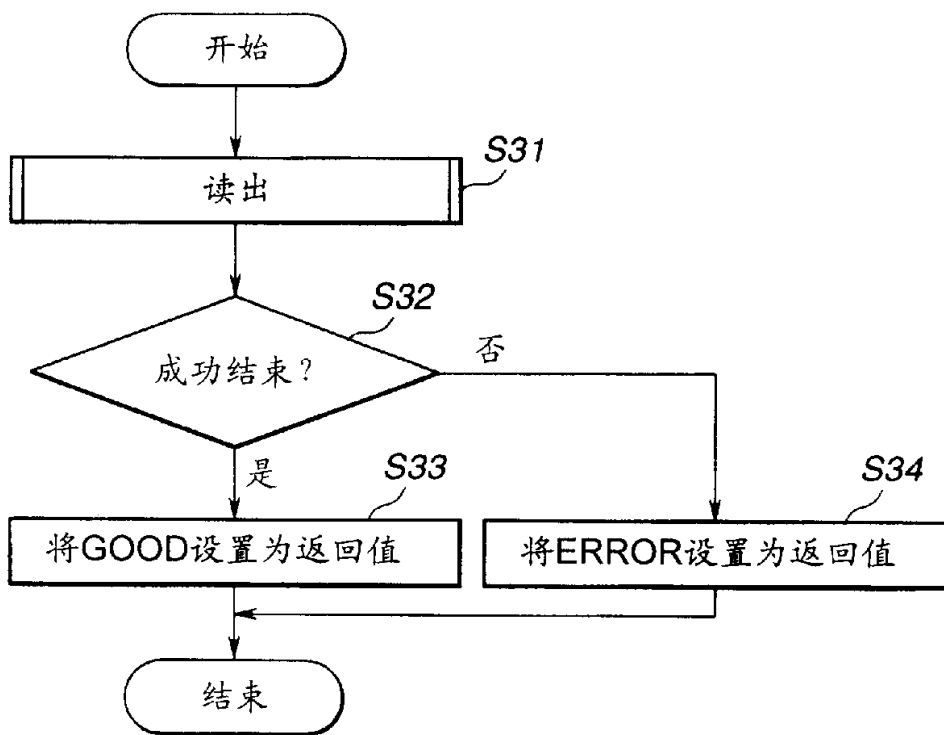 开始
S31
读出
S32
成功结束?
否
是
S33
将GOOD设置为返回值
S34
将ERROR设置为返回值
结束